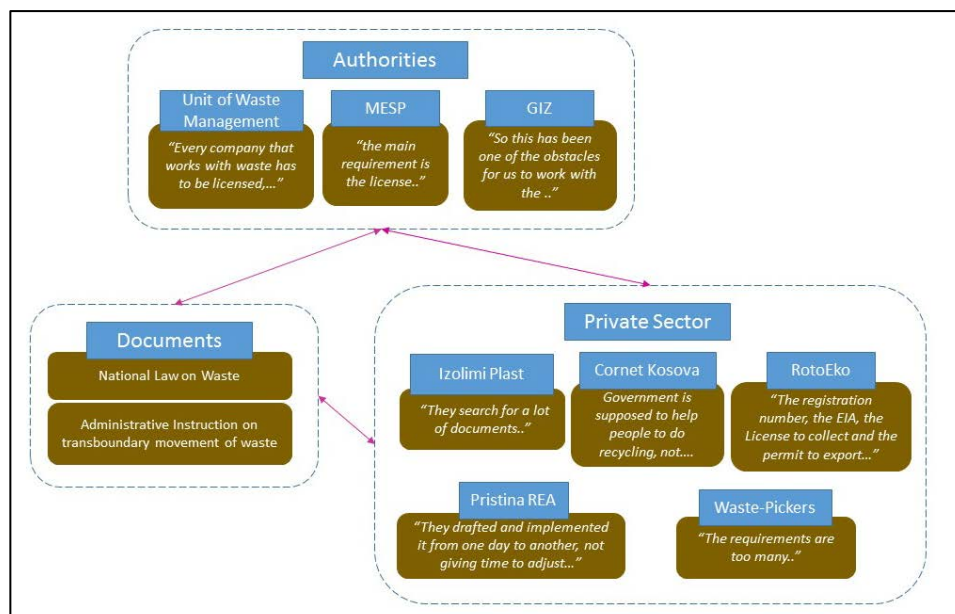 Authorities
Unit of Waste
Management
“Every company that
works with waste has
to be licensed,...”
MESP
“the main
requirement is
the license..”
GIZ
“So this has been
one of the obstacles
for us to work with
the ..”
Documents
National Law on Waste
Administrative Instruction on
transboundary movement of waste
Private Sector
Izolimi Plast
“They search for a lot
of documents..”
Cornet Kosova
Government is
supposed to help
people to do
recycling, not....
RotoEko
“The registration
number, the EIA, the
License to collect and the
permit to export...”
Pristina REA
“They drafted and implemented
it from one day to another, not
giving time to adjust...”
Waste-Pickers
“The requirements are
too many..”